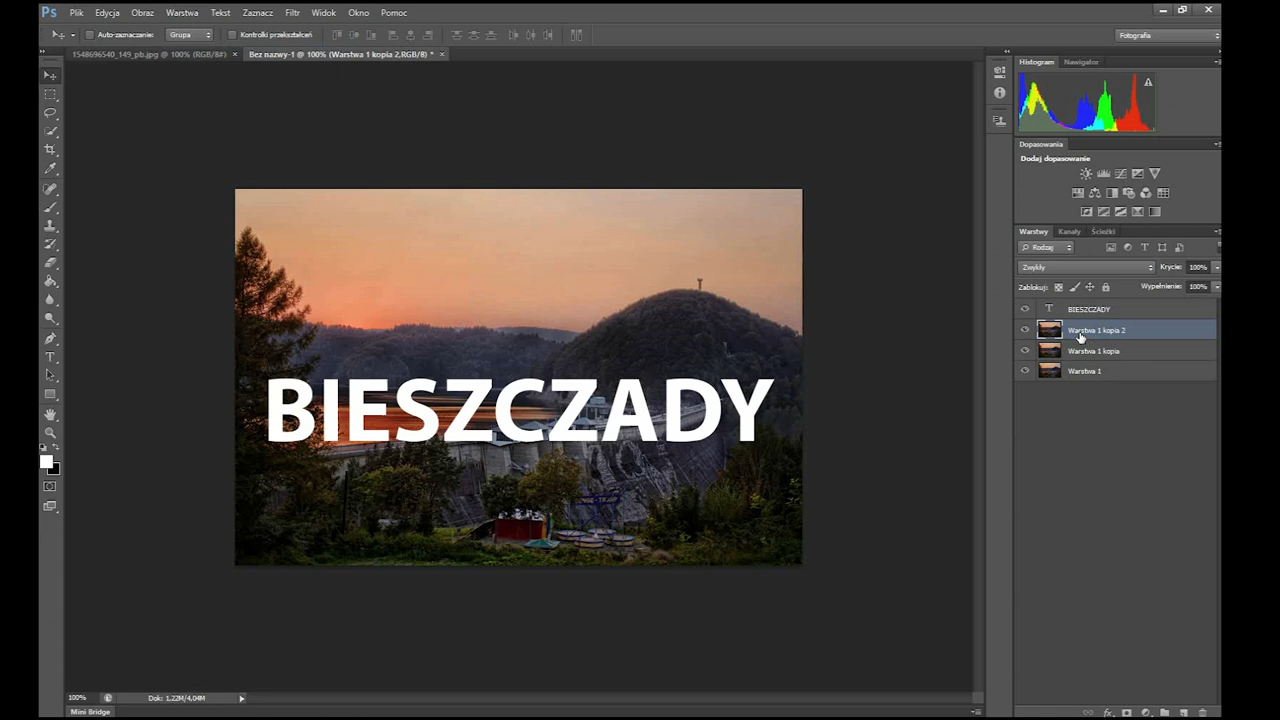 Ps Plik Edycja Obraz Warstwa Tekst Zaznacz Filtr Widok Okno Pomoc
Auto-zaznaczanie: Grupa Kontrolki przekształceń Fotografia
1548696540_149_pb.jpg @ 100% (RGB/8#) × Bez nazwy-1 @ 100% (Warstwa 1 kopia 2,RGB/8) * ×
Histogram Nawigator
Dopasowania
Dodaj dopasowanie
Warstwy Kanały Ścieżki
Rodzaj
Zwykły Krycie: 100%
Zablokuj: Wypełnienie: 100%
T BIESZCZADY
Warstwa 1 kopia 2
Warstwa 1 kopia
Warstwa 1
BIESZCZADY
100% Dok: 1,22M/4,04M
Mini Bridge